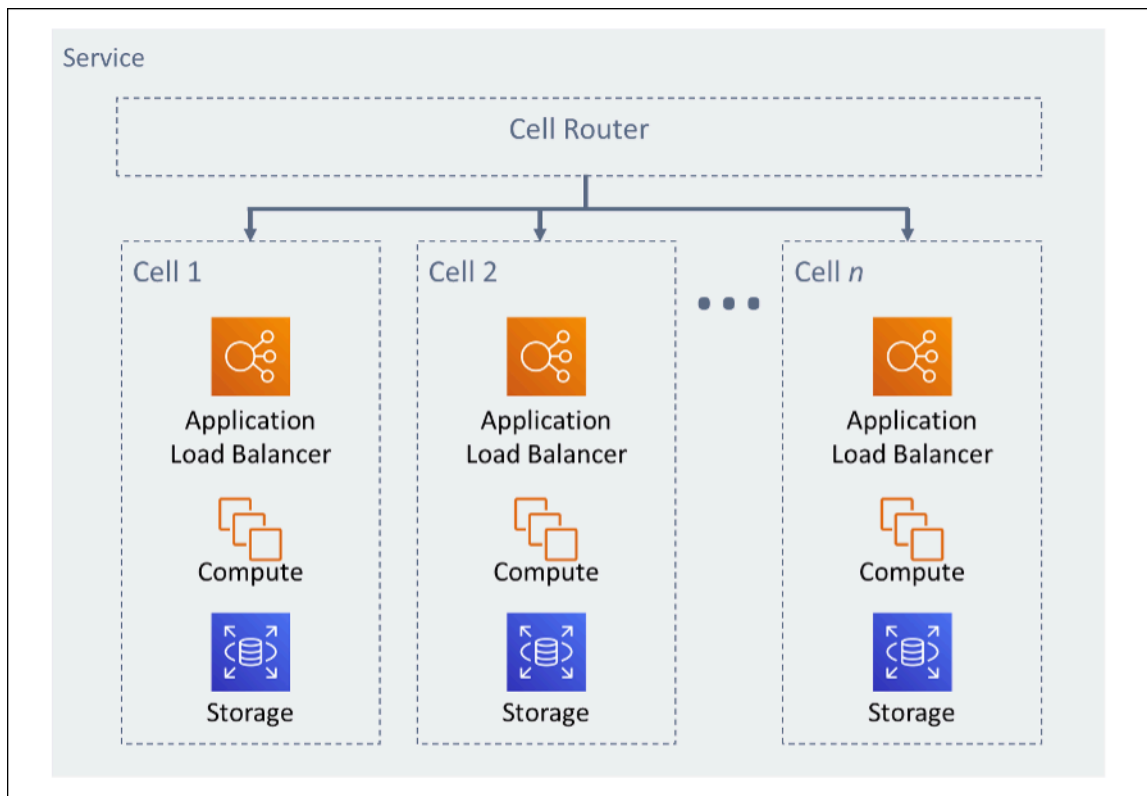 Service
Cell Router
Cell 1
Cell 2
Cell n
Application
Load Balancer
Application
Load Balancer
Application
Load Balancer
Compute
Compute
Compute
Storage
Storage
Storage